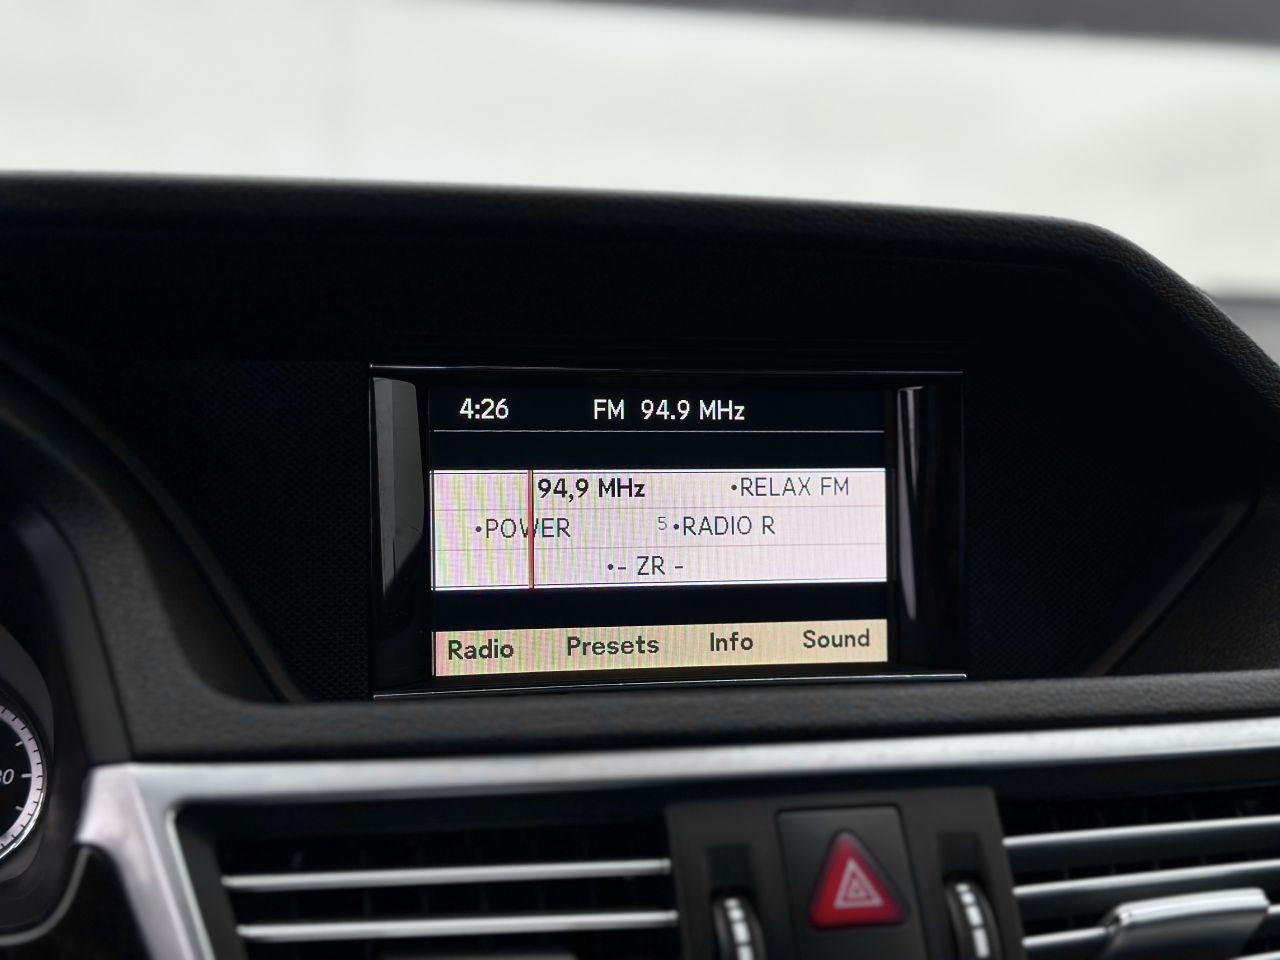 4:26 FM 94.9 MHz
94,9 MHz •RELAX FM
•POWER 5 •RADIO R
•- ZR -
Radio Presets Info Sound